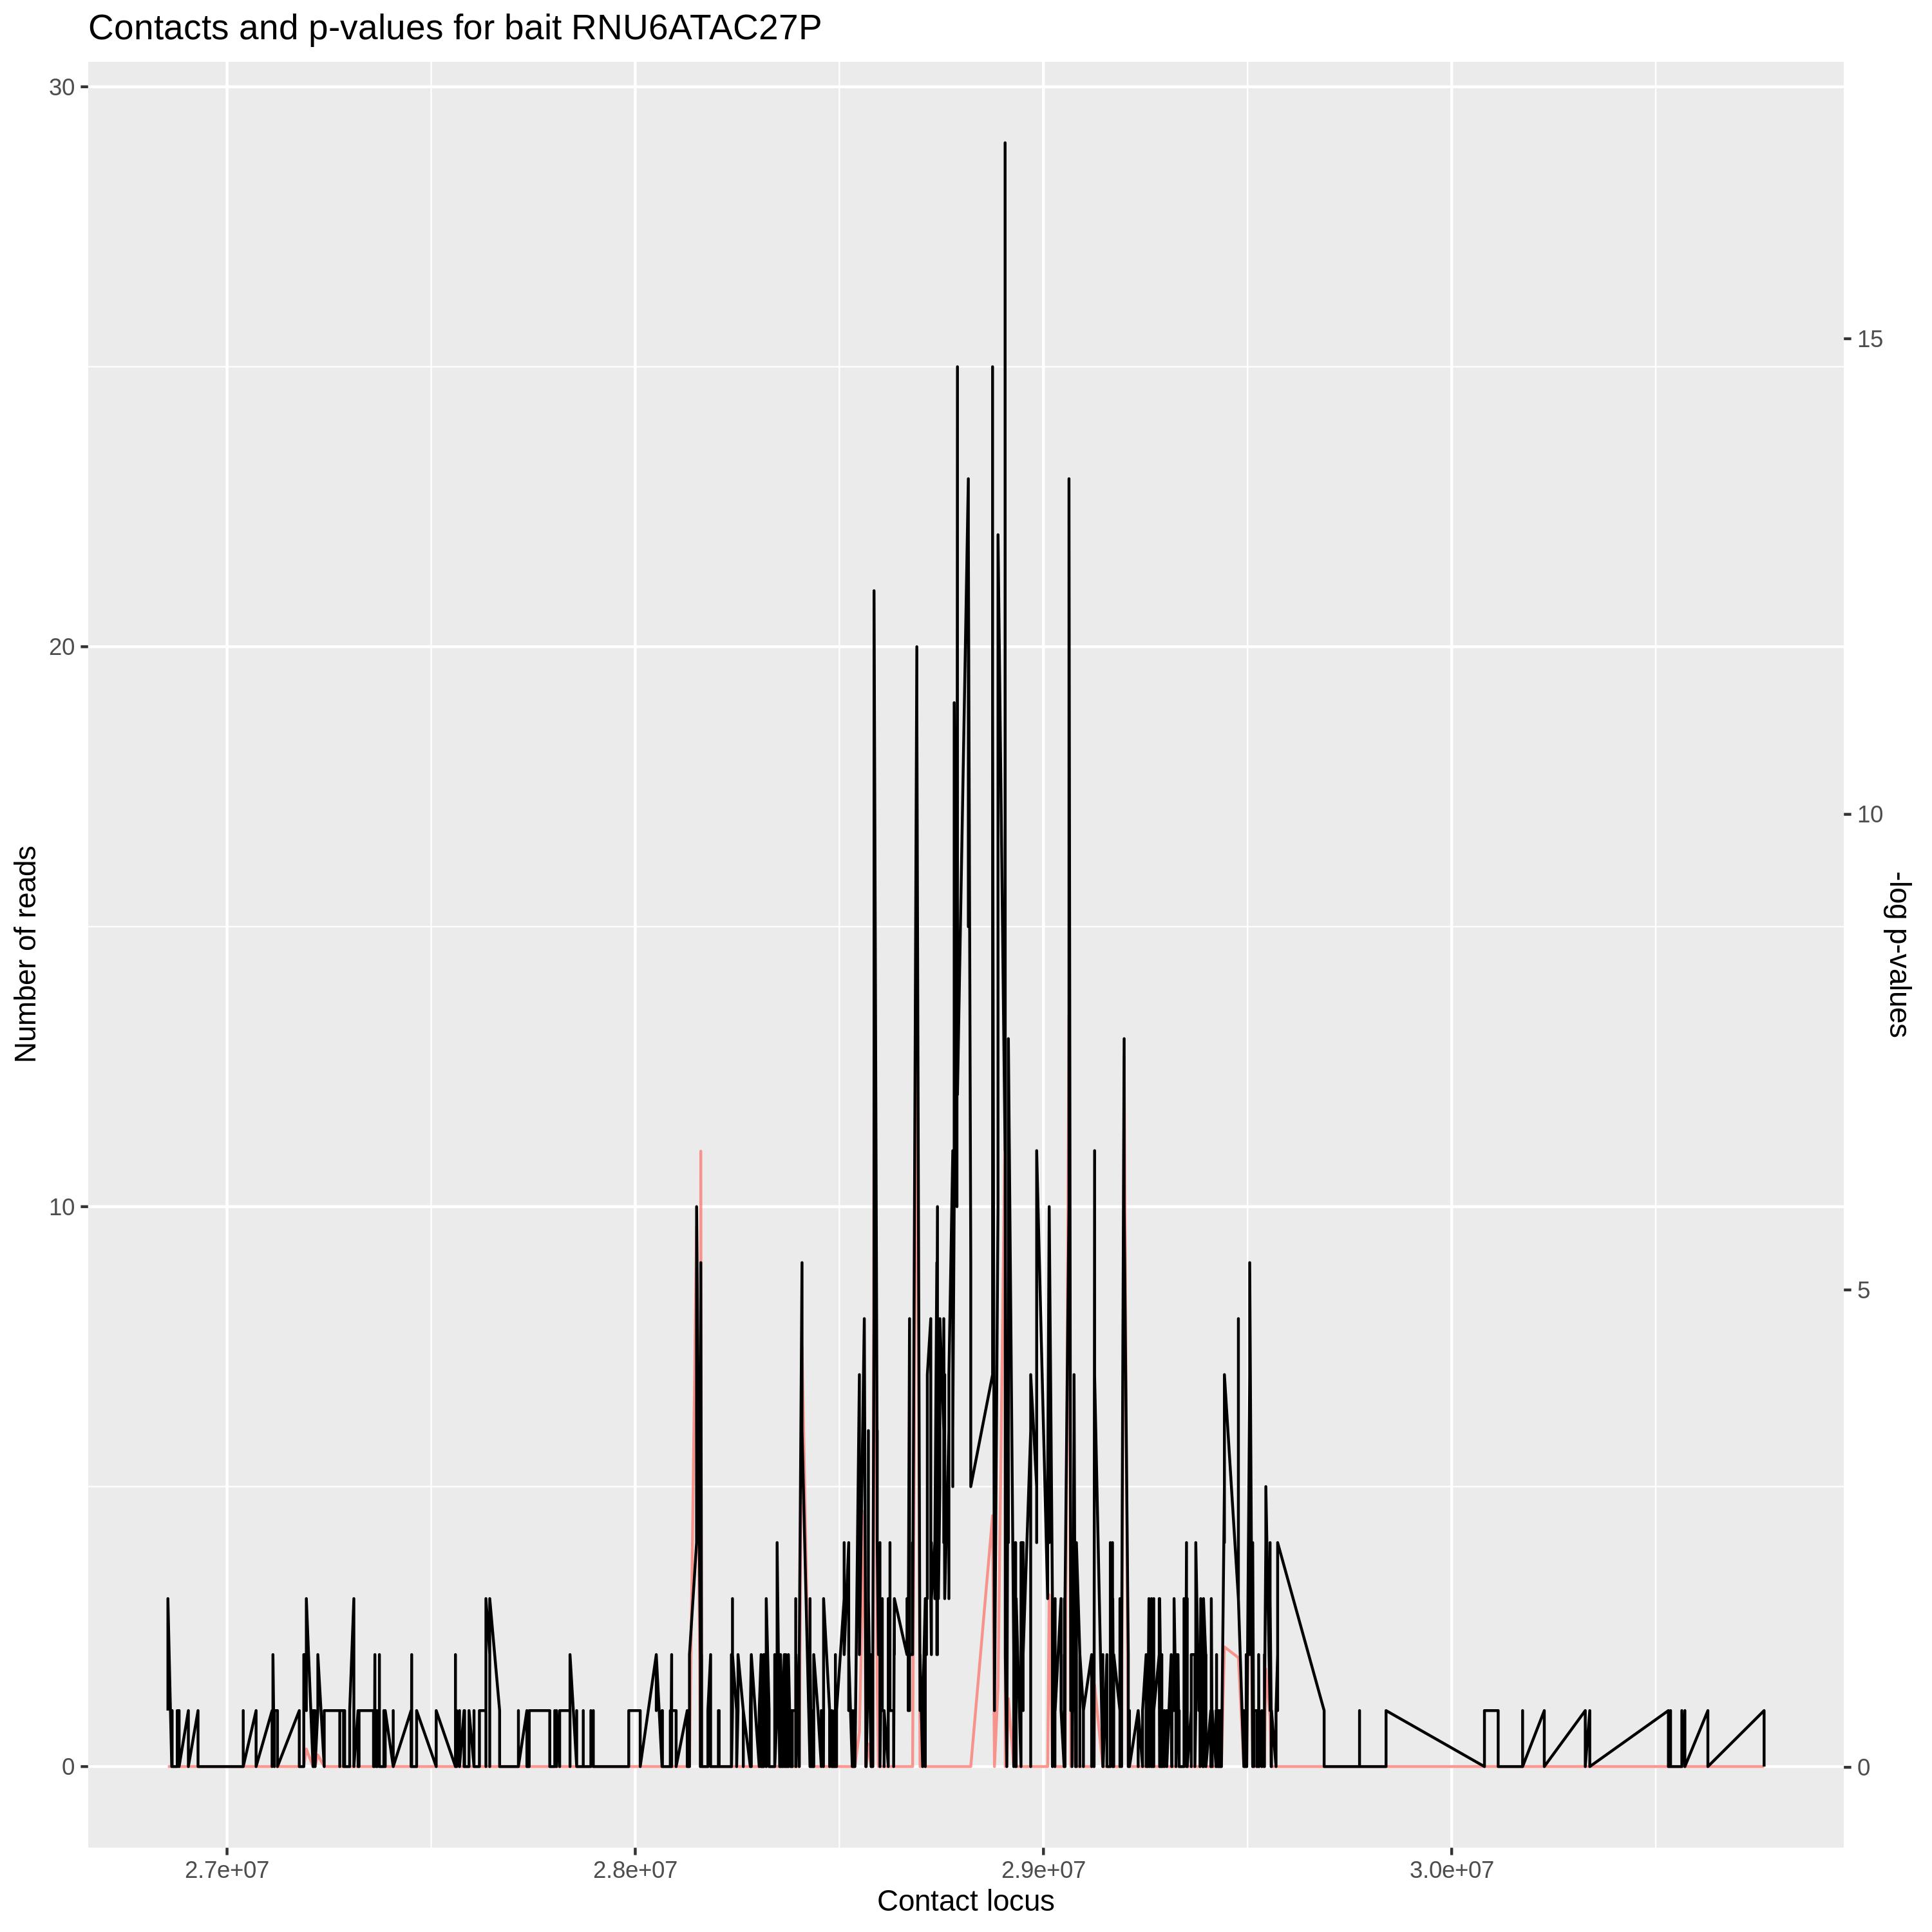 Contacts and p-values for bait RNU6ATAC27P
30
20
10
0
Number of reads
15
10
5
0
-log p-values
2.7e+07 2.8e+07 2.9e+07 3.0e+07
Contact locus